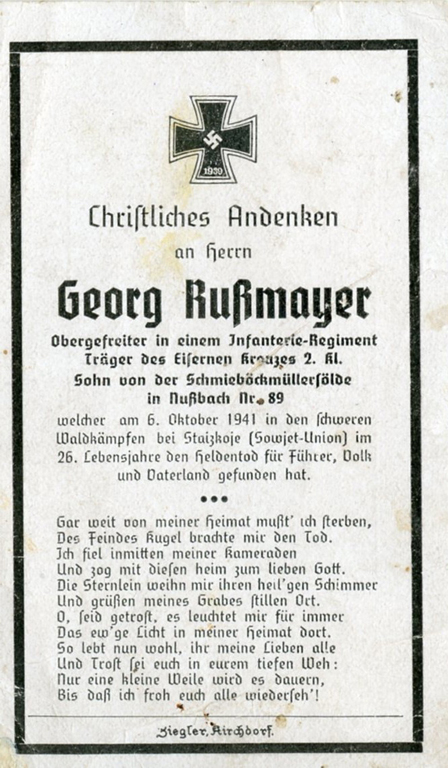 1939
Chriſtliches Andenken
an Herrn
Georg Rußmayer
Obergefreiter in einem Infanterie-Regiment
Träger des Eiſernen Kreuzes 2. Kl.
Sohn von der Schmieböckmüllerſölde
in Nußbach Nr. 89
welcher am 6. Oktober 1941 in den ſchweren
Waldkämpfen bei Staizkoje (Sowjet-Union) im
26. Lebensjahre den Heldentod für Führer, Volk
und Vaterland gefunden hat.
Gar weit von meiner Heimat mußt' ich ſterben,
Des Feindes Kugel brachte mir den Tod.
Ich fiel inmitten meiner Kameraden
Und zog mit dieſen heim zum lieben Gott.
Die Sternlein weihn mir ihren heil'gen Schimmer
Und grüßen meines Grabes ſtillen Ort.
O, ſeid getroſt, es leuchtet mir für immer
Das ew'ge Licht in meiner Heimat dort.
So lebt nun wohl, ihr meine Lieben alle
Und Troſt ſei euch in eurem tiefen Weh:
Nur eine kleine Weile wird es dauern,
Bis daß ich froh euch alle wiederſeh'!
Ziegler, Kirchdorf.